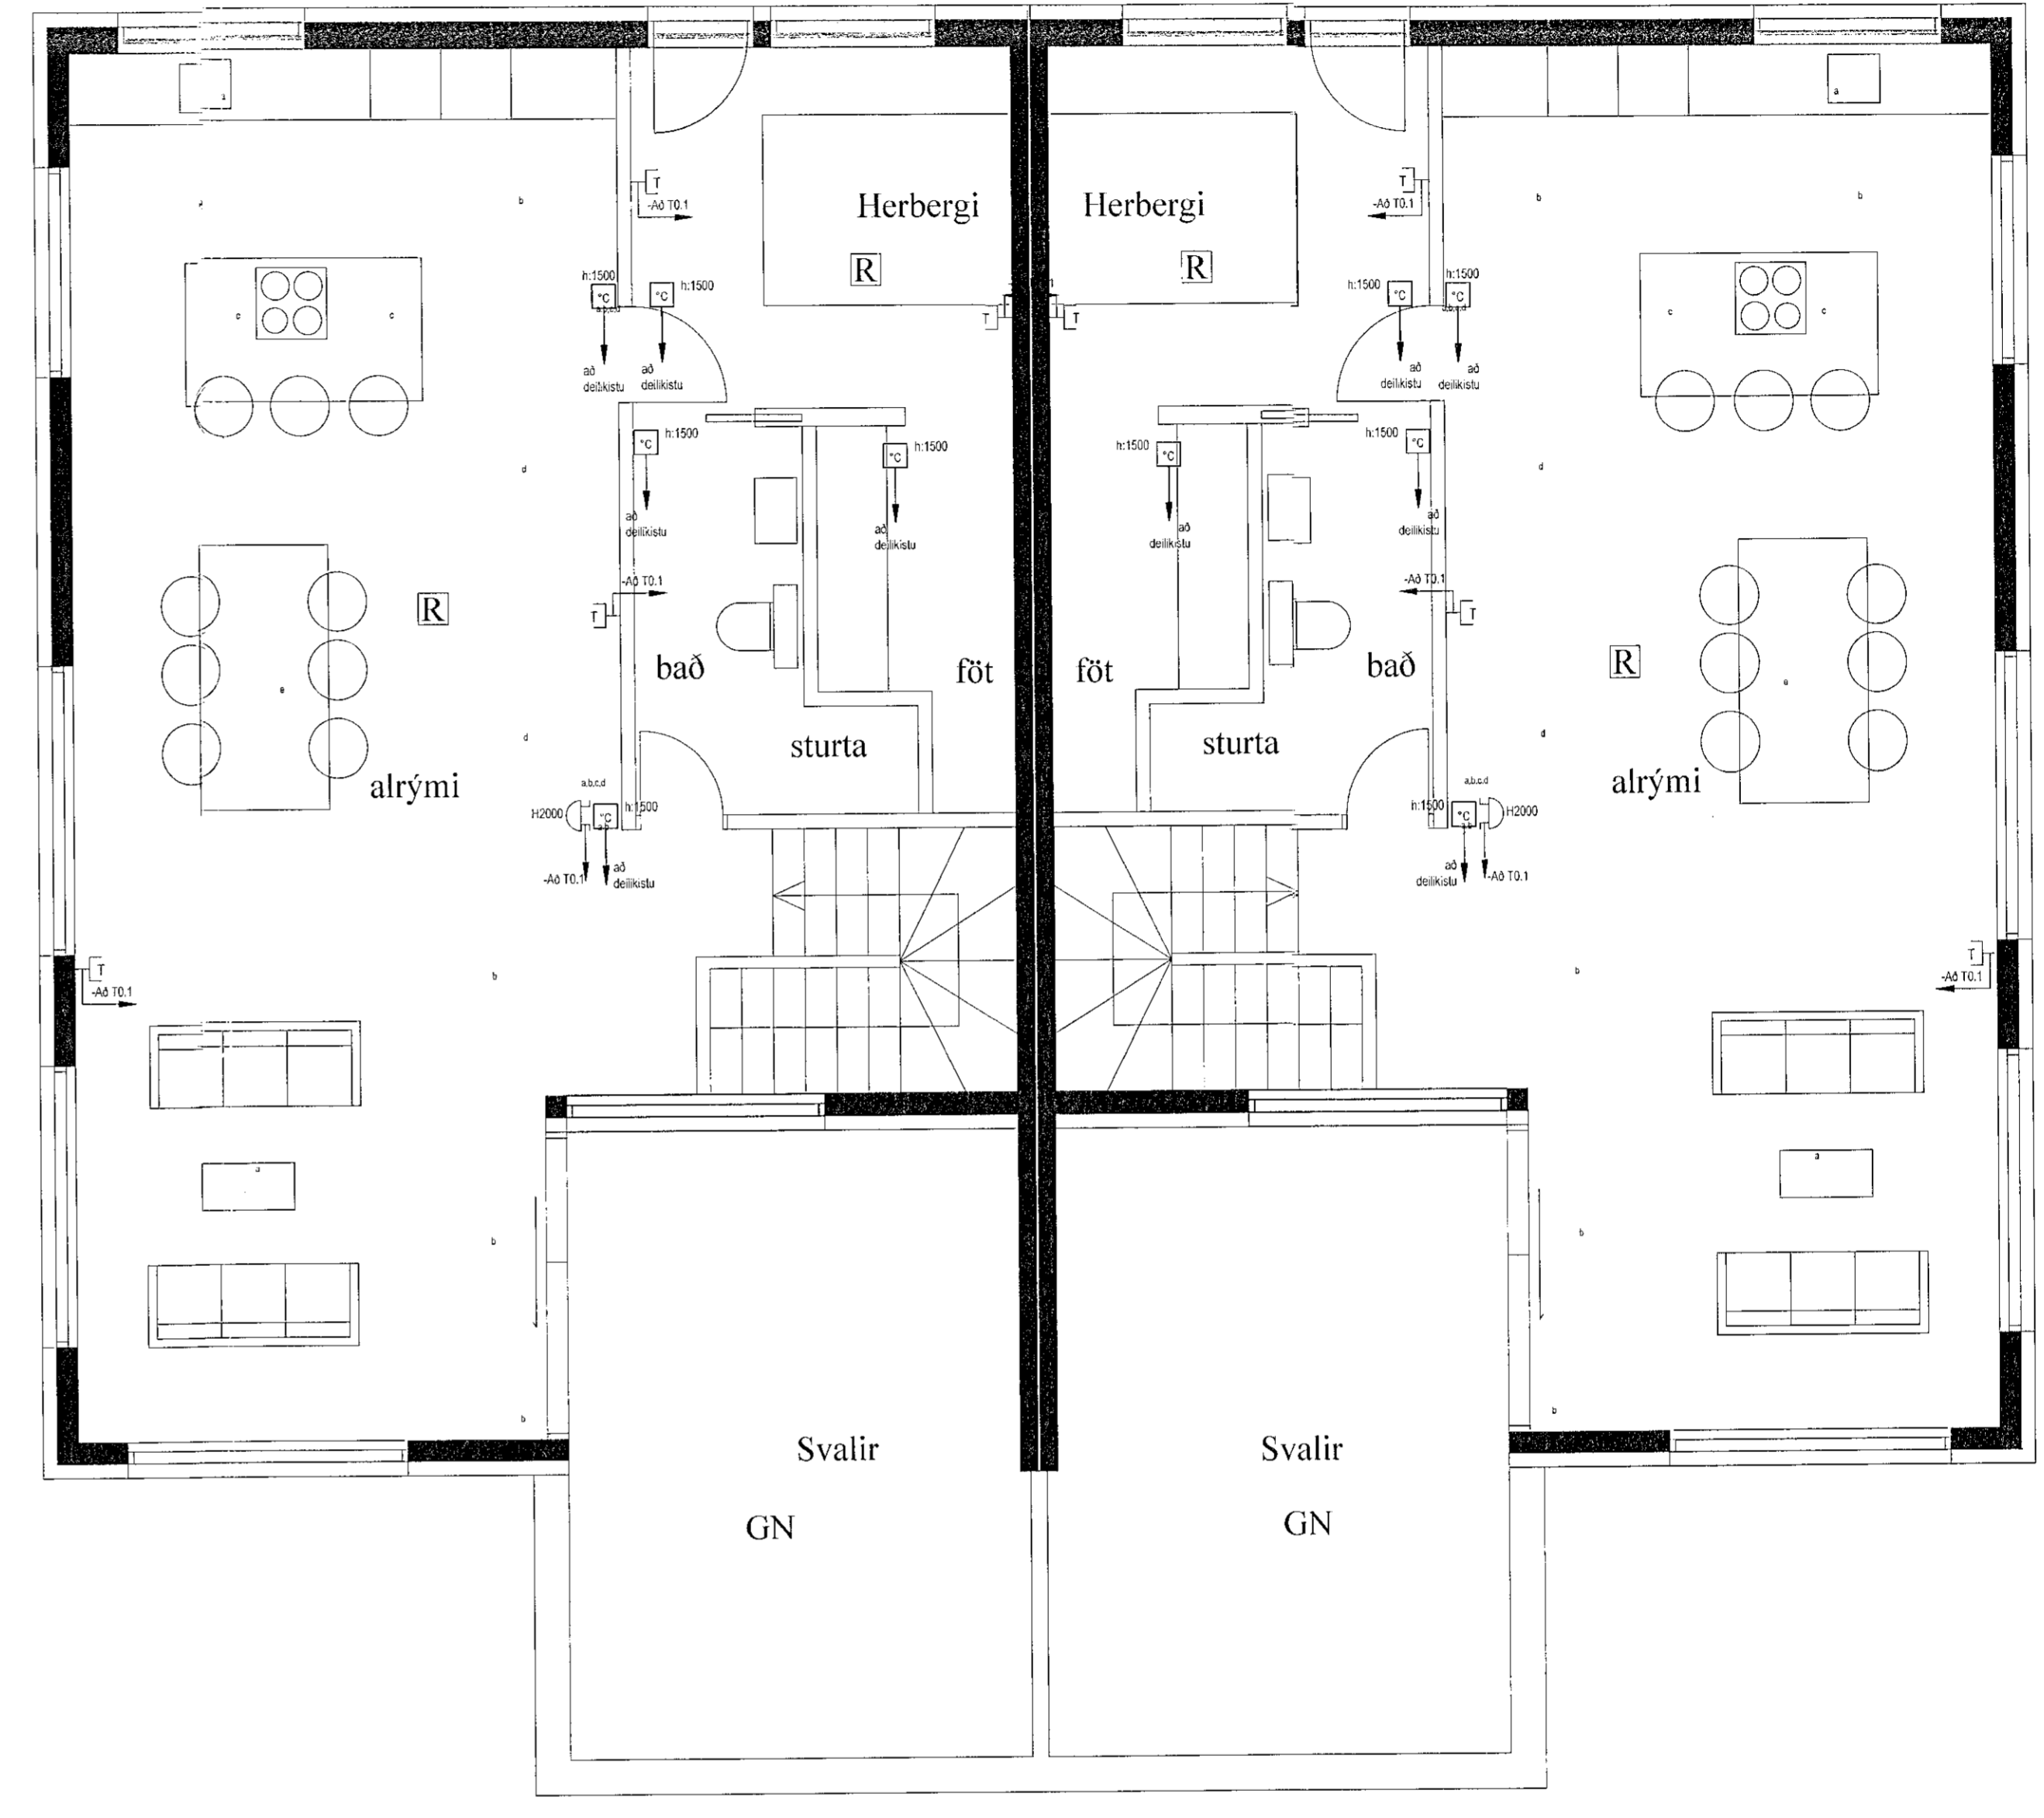 a
a
b
b
b
T
-Að T0.1
T
-Að T0.1
Herbergi
Herbergi
R
R
h:1500
°C
°C
h:1500
h:1500
°C
h:1500
°C
a,b,c,d
T
T
c
c
c
c
að
deilikistu
að
deilikistu
að
deilikistu
að
deilikistu
°C
h:1500
°C
h:1500
h:1500
°C
h:1500
°C
d
d
að
deilikistu
að
deilikistu
að
deilikistu
að
deilikistu
-Að T0.1
T
-Að T0.1
T
R
R
bað
föt
föt
bað
e
e
d
d
sturta
sturta
alrými
alrými
a,b,c,d
a,b,c,d
H2000
°C
h:1500
h:1500
°C
H2000
-Að T0.1
að
deilikistu
að
deilikistu
-Að T0.1
T
-Að T0.1
b
b
T
-Að T0.1
a
a
b
b
b
b
Svalir
Svalir
GN
GN